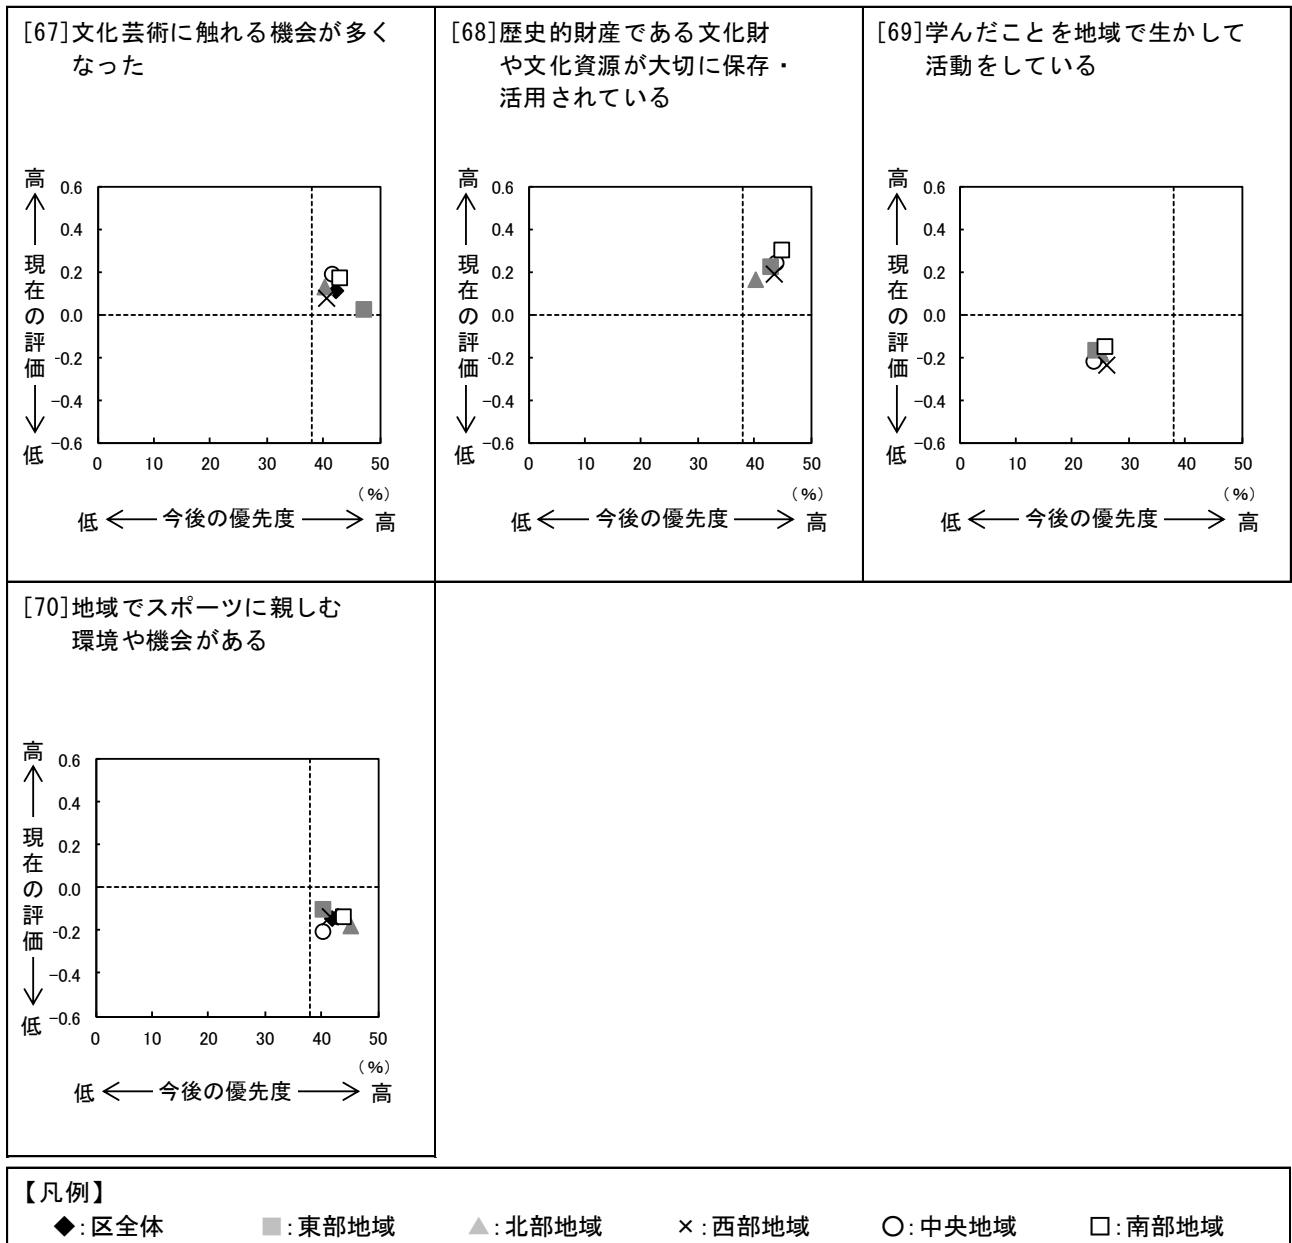 [67]文化芸術に触れる機会が多く
なった
高
現在の評価
低
0.6
0.4
0.2
0.0
-0.2
-0.4
-0.6
0 10 20 30 40 50
(%)
低 今後の優先度 高
[68]歴史的財産である文化財
や文化資源が大切に保存・
活用されている
高
現在の評価
低
0.6
0.4
0.2
0.0
-0.2
-0.4
-0.6
0 10 20 30 40 50
(%)
低 今後の優先度 高
[69]学んだことを地域で生かして
活動をしている
高
現在の評価
低
0.6
0.4
0.2
0.0
-0.2
-0.4
-0.6
0 10 20 30 40 50
(%)
低 今後の優先度 高
[70]地域でスポーツに親しむ
環境や機会がある
高
現在の評価
低
0.6
0.4
0.2
0.0
-0.2
-0.4
-0.6
0 10 20 30 40 50
(%)
低 今後の優先度 高
【凡例】
◆:区全体 ■:東部地域 ▲:北部地域 ×:西部地域 ○:中央地域 □:南部地域